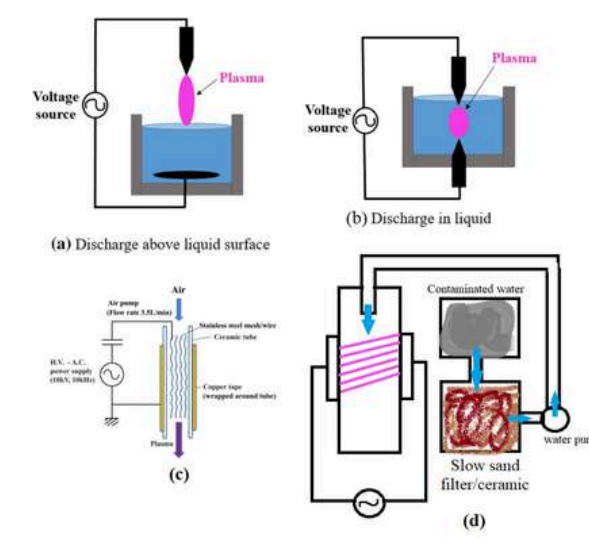 Plasma
Voltage
source
(a) Discharge above liquid surface
Plasma
Voltage
source
(b) Discharge in liquid
Air
Air pump
(Flow rate 3.5L/min)
Stainless steel mesh/wire
Ceramic tube
H.V. - A.C.
power supply
(10kV, 10kHz)
Copper tape
(wrapped around tube)
Plasma
(c)
Contaminated water
water pur
Slow sand
filter/ceramic
(d)